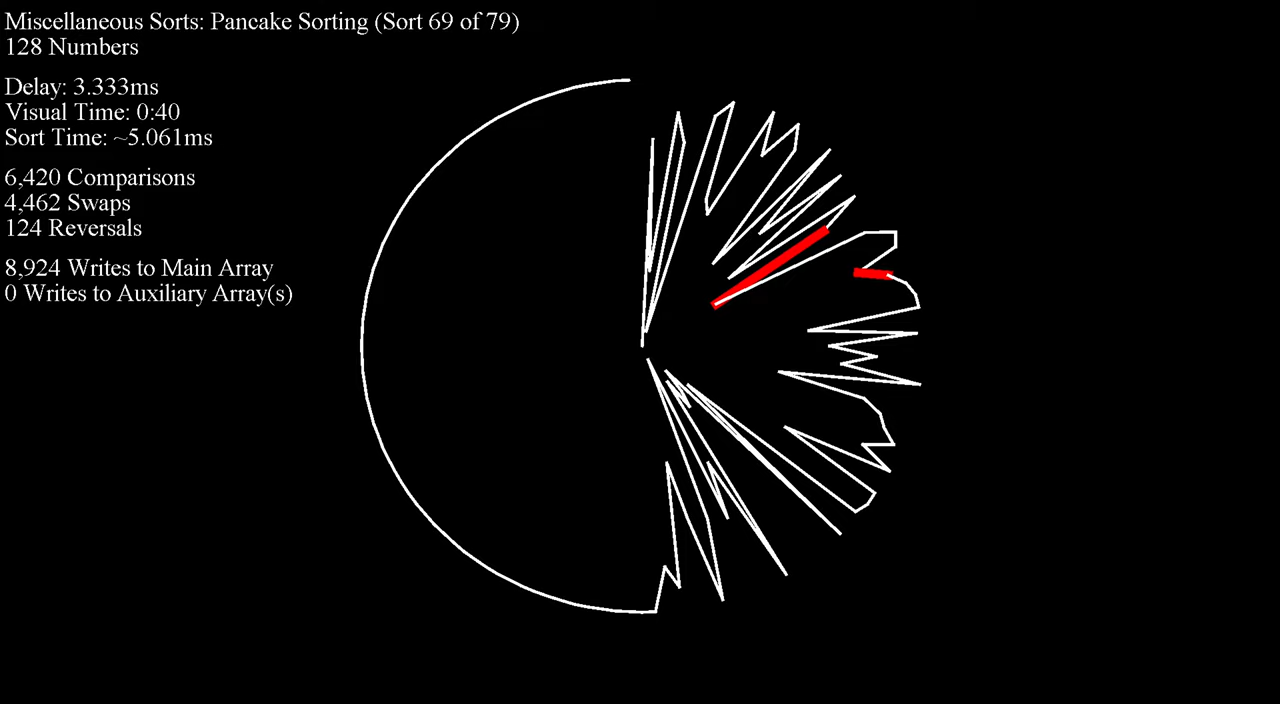 Miscellaneous Sorts: Pancake Sorting (Sort 69 of 79)
128 Numbers
Delay: 3.333ms
Visual Time: 0:40
Sort Time: ~5.061ms
6,420 Comparisons
4,462 Swaps
124 Reversals
8,924 Writes to Main Array
0 Writes to Auxiliary Array(s)